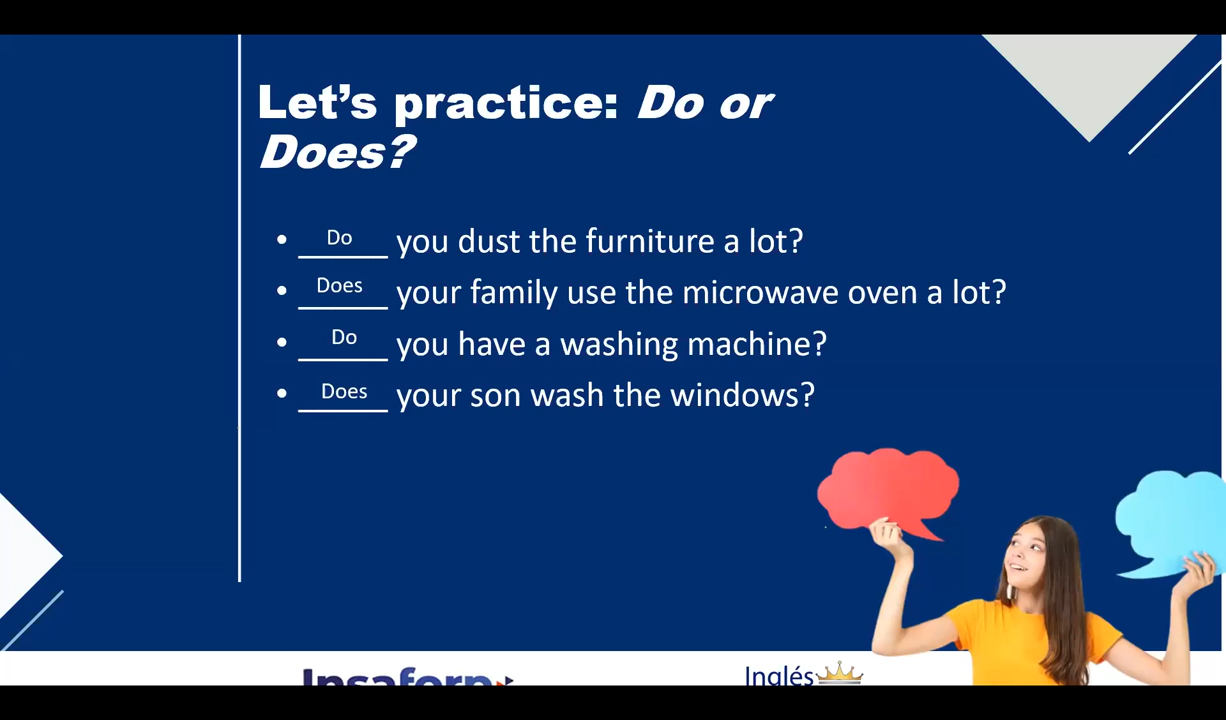 Let's practice: Do or
Does?
• Do you dust the furniture a lot?
• Does your family use the microwave oven a lot?
• Do you have a washing machine?
• Does your son wash the windows?
Insaforp
Inglés